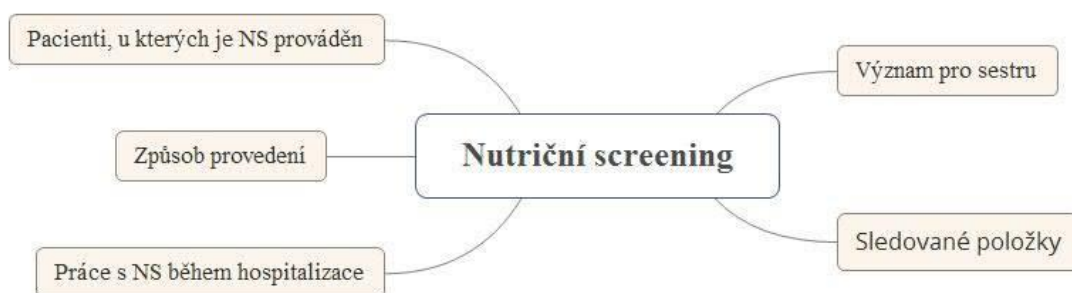 Pacienti, u kterých je NS prováděn
Význam pro sestru
Způsob provedení
Nutriční screening
Sledované položky
Práce s NS během hospitalizace